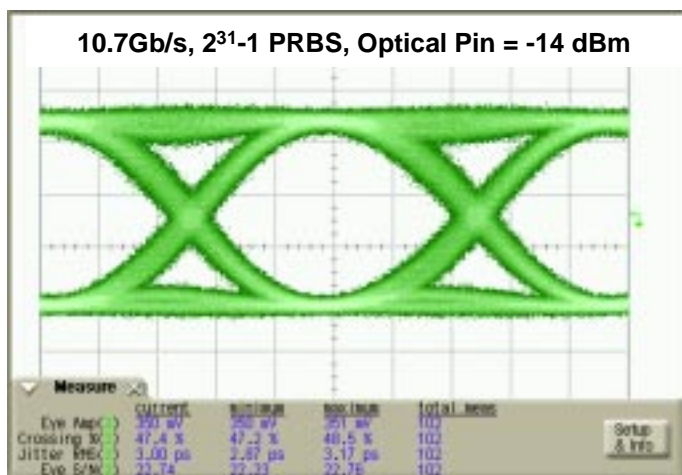 10.7Gb/s, 2³¹-1 PRBS, Optical Pin = -14 dBm
Measure
current minimum maximum total meas
Eye Amp( ) 350 mV 350 mV 351 mV 102
Crossing %( ) 47.4 % 47.2 % 48.5 % 102
Jitter RMS( ) 3.00 ps 2.87 ps 3.17 ps 102
Eye S/N( ) 22.74 22.33 22.76 102
Setup
& Info